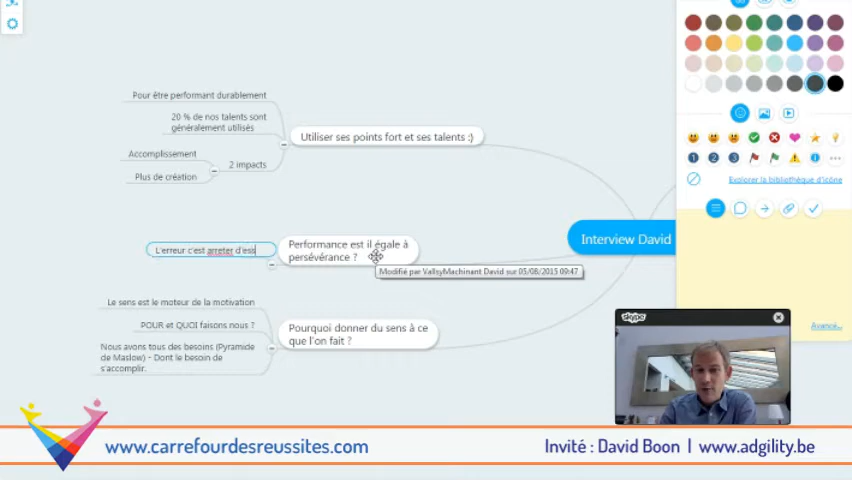 Pour être performant durablement
20 % de nos talents sont
généralement utilisés
Accomplissement
2 impacts
Plus de création
Utiliser ses points fort et ses talents :)
L'erreur c'est arreter d'ess
Performance est il égale à
persévérance ?
Modifié par VallsyMachinant David sur 05/08/2015 09:47
Interview David
Le sens est le moteur de la motivation
POUR et QUOI faisons nous ?
Nous avons tous des besoins (Pyramide
de Maslow) - Dont le besoin de
s'accomplir.
Pourquoi donner du sens à ce
que l'on fait ?
1 2 3
Explorer la bibliothèque d'icône
Avancé...
skype
www.carrefourdesreussites.com
Invité : David Boon | www.adgility.be